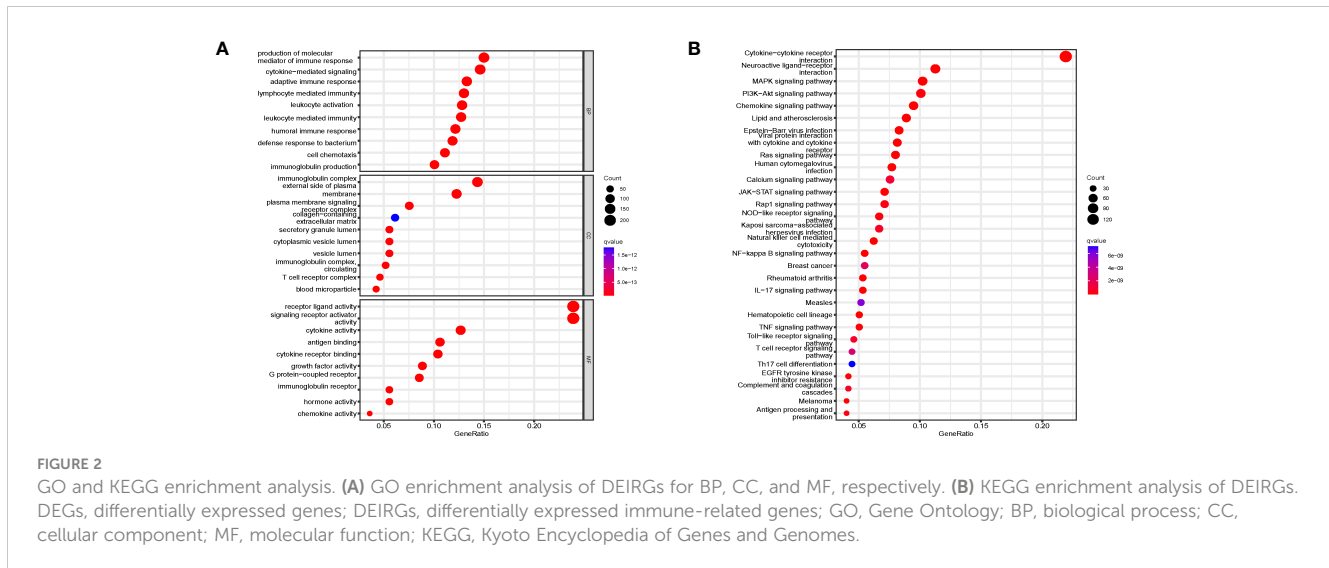 A
production of molecular
mediator of immune response
cytokine−mediated signaling
adaptive immune response
lymphocyte mediated immunity
leukocyte activation
leukocyte mediated immunity
humoral immune response
defense response to bacterium
cell chemotaxis
immunoglobulin production
BP
immunoglobulin complex
external side of plasma
membrane
plasma membrane signaling
receptor complex
collagen−containing
extracellular matrix
secretory granule lumen
cytoplasmic vesicle lumen
vesicle lumen
immunoglobulin complex,
circulating
T cell receptor complex
blood microparticle
CC
receptor ligand activity
signaling receptor activator
activity
cytokine activity
antigen binding
cytokine receptor binding
growth factor activity
G protein−coupled receptor
immunoglobulin receptor
hormone activity
chemokine activity
MF
0.05 0.10 0.15 0.20
GeneRatio
Count
50
100
150
200
qvalue
1.5e−12
1.0e−12
5.0e−13
B
Cytokine−cytokine receptor
interaction
Neuroactive ligand−receptor
interaction
MAPK signaling pathway
PI3K−Akt signaling pathway
Chemokine signaling pathway
Lipid and atherosclerosis
Epstein−Barr virus infection
Viral protein interaction
with cytokine and cytokine
receptor
Ras signaling pathway
Human cytomegalovirus
infection
Calcium signaling pathway
JAK−STAT signaling pathway
Rap1 signaling pathway
NOD−like receptor signaling
pathway
Kaposi sarcoma−associated
herpesvirus infection
Natural killer cell mediated
cytotoxicity
NF−kappa B signaling pathway
Breast cancer
Rheumatoid arthritis
IL−17 signaling pathway
Measles
Hematopoietic cell lineage
TNF signaling pathway
Toll−like receptor signaling
pathway
T cell receptor signaling
pathway
Th17 cell differentiation
EGFR tyrosine kinase
inhibitor resistance
Complement and coagulation
cascades
Melanoma
Antigen processing and
presentation
0.05 0.10 0.15 0.20
GeneRatio
Count
30
60
90
120
qvalue
6e−09
4e−09
2e−09
FIGURE 2
GO and KEGG enrichment analysis. (A) GO enrichment analysis of DEIRGs for BP, CC, and MF, respectively. (B) KEGG enrichment analysis of DEIRGs.
DEGs, differentially expressed genes; DEIRGs, differentially expressed immune-related genes; GO, Gene Ontology; BP, biological process; CC,
cellular component; MF, molecular function; KEGG, Kyoto Encyclopedia of Genes and Genomes.